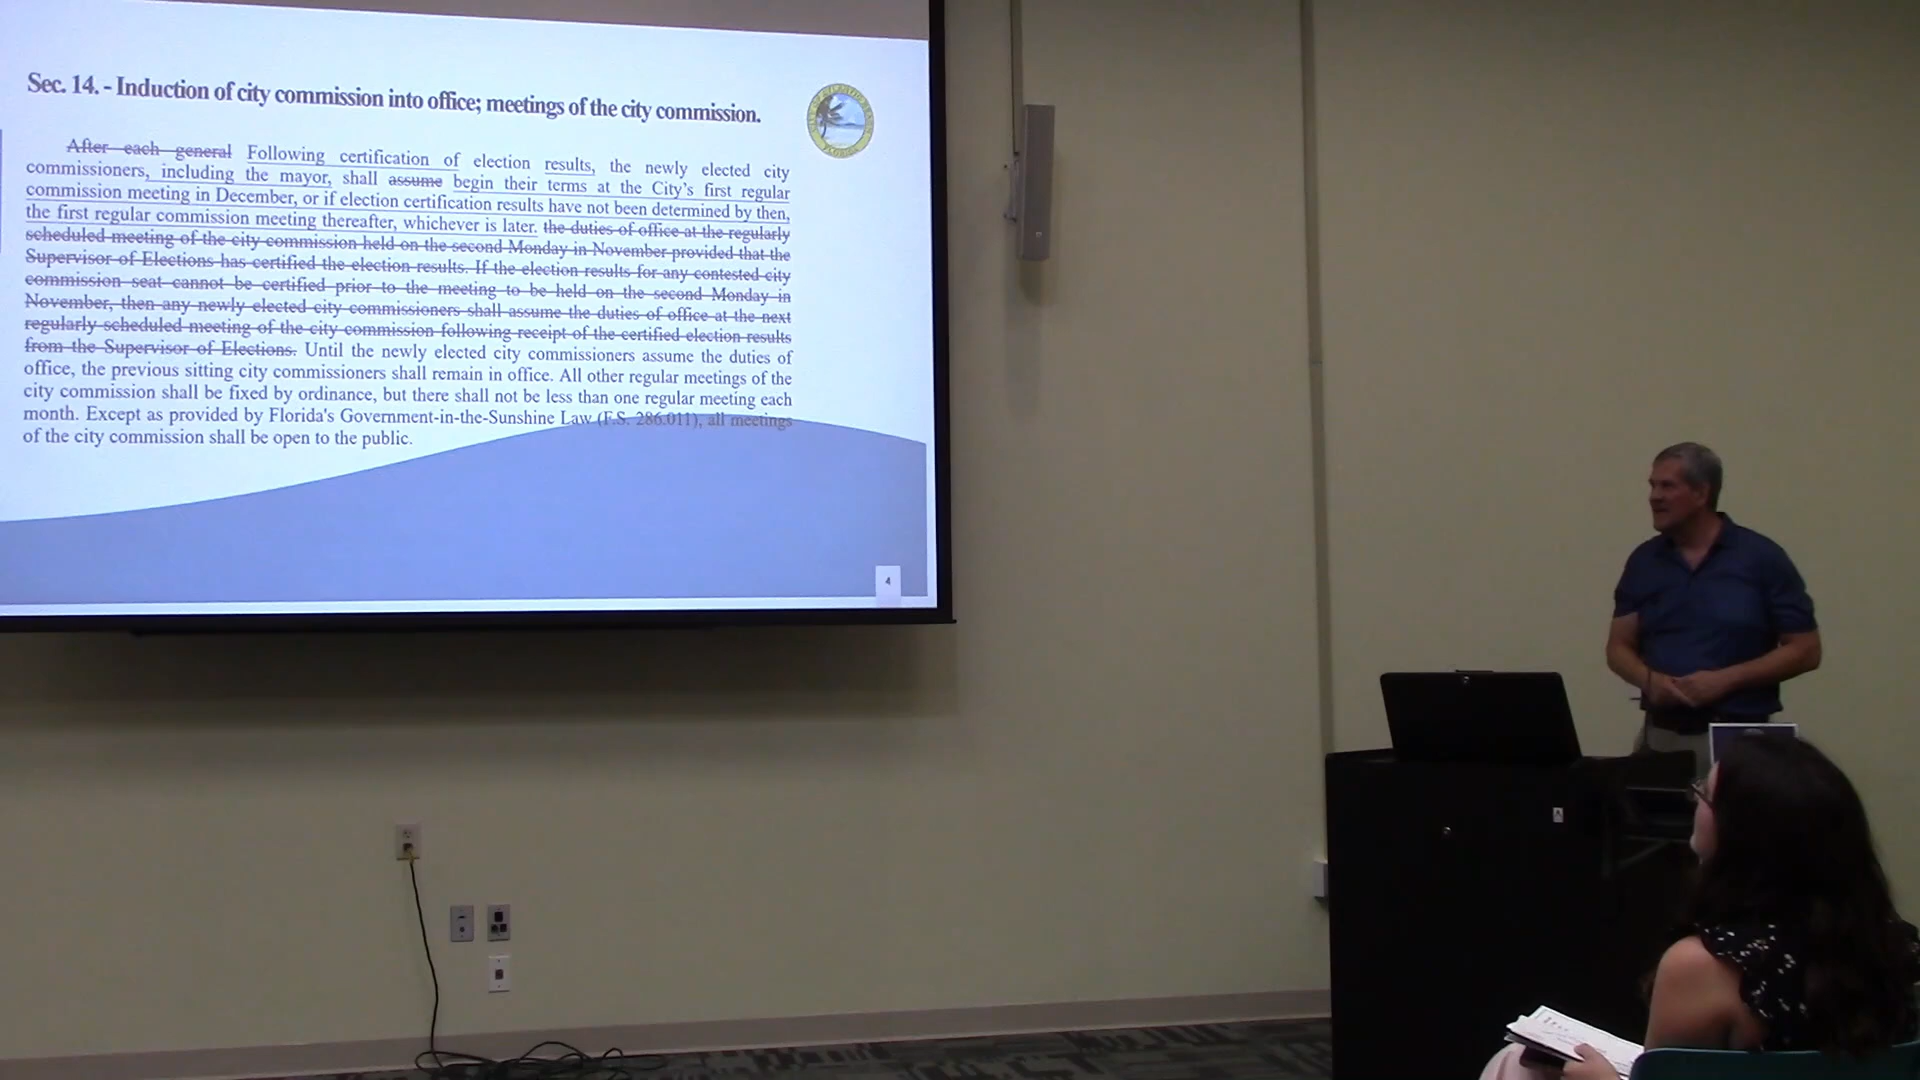 Sec. 14. - Induction of city commission into office; meetings of the city commission.
After each general Following certification of election results, the newly elected city
commissioners, including the mayor, shall assume begin their terms at the City's first regular
commission meeting in December, or if election certification results have not been determined by then,
the first regular commission meeting thereafter, whichever is later. the duties of office at the regularly
scheduled meeting of the city commission held on the second Monday in November provided that the
Supervisor of Elections has certified the election results. If the election results for any contested city
commission seat cannot be certified prior to the meeting to be held on the second Monday in
November, then any newly elected city commissioners shall assume the duties of office at the next
regularly scheduled meeting of the city commission following receipt of the certified election results
from the Supervisor of Elections. Until the newly elected city commissioners assume the duties of
office, the previous sitting city commissioners shall remain in office. All other regular meetings of the
city commission shall be fixed by ordinance, but there shall not be less than one regular meeting each
month. Except as provided by Florida's Government-in-the-Sunshine Law (F.S. 286.011), all meetings
of the city commission shall be open to the public.
4